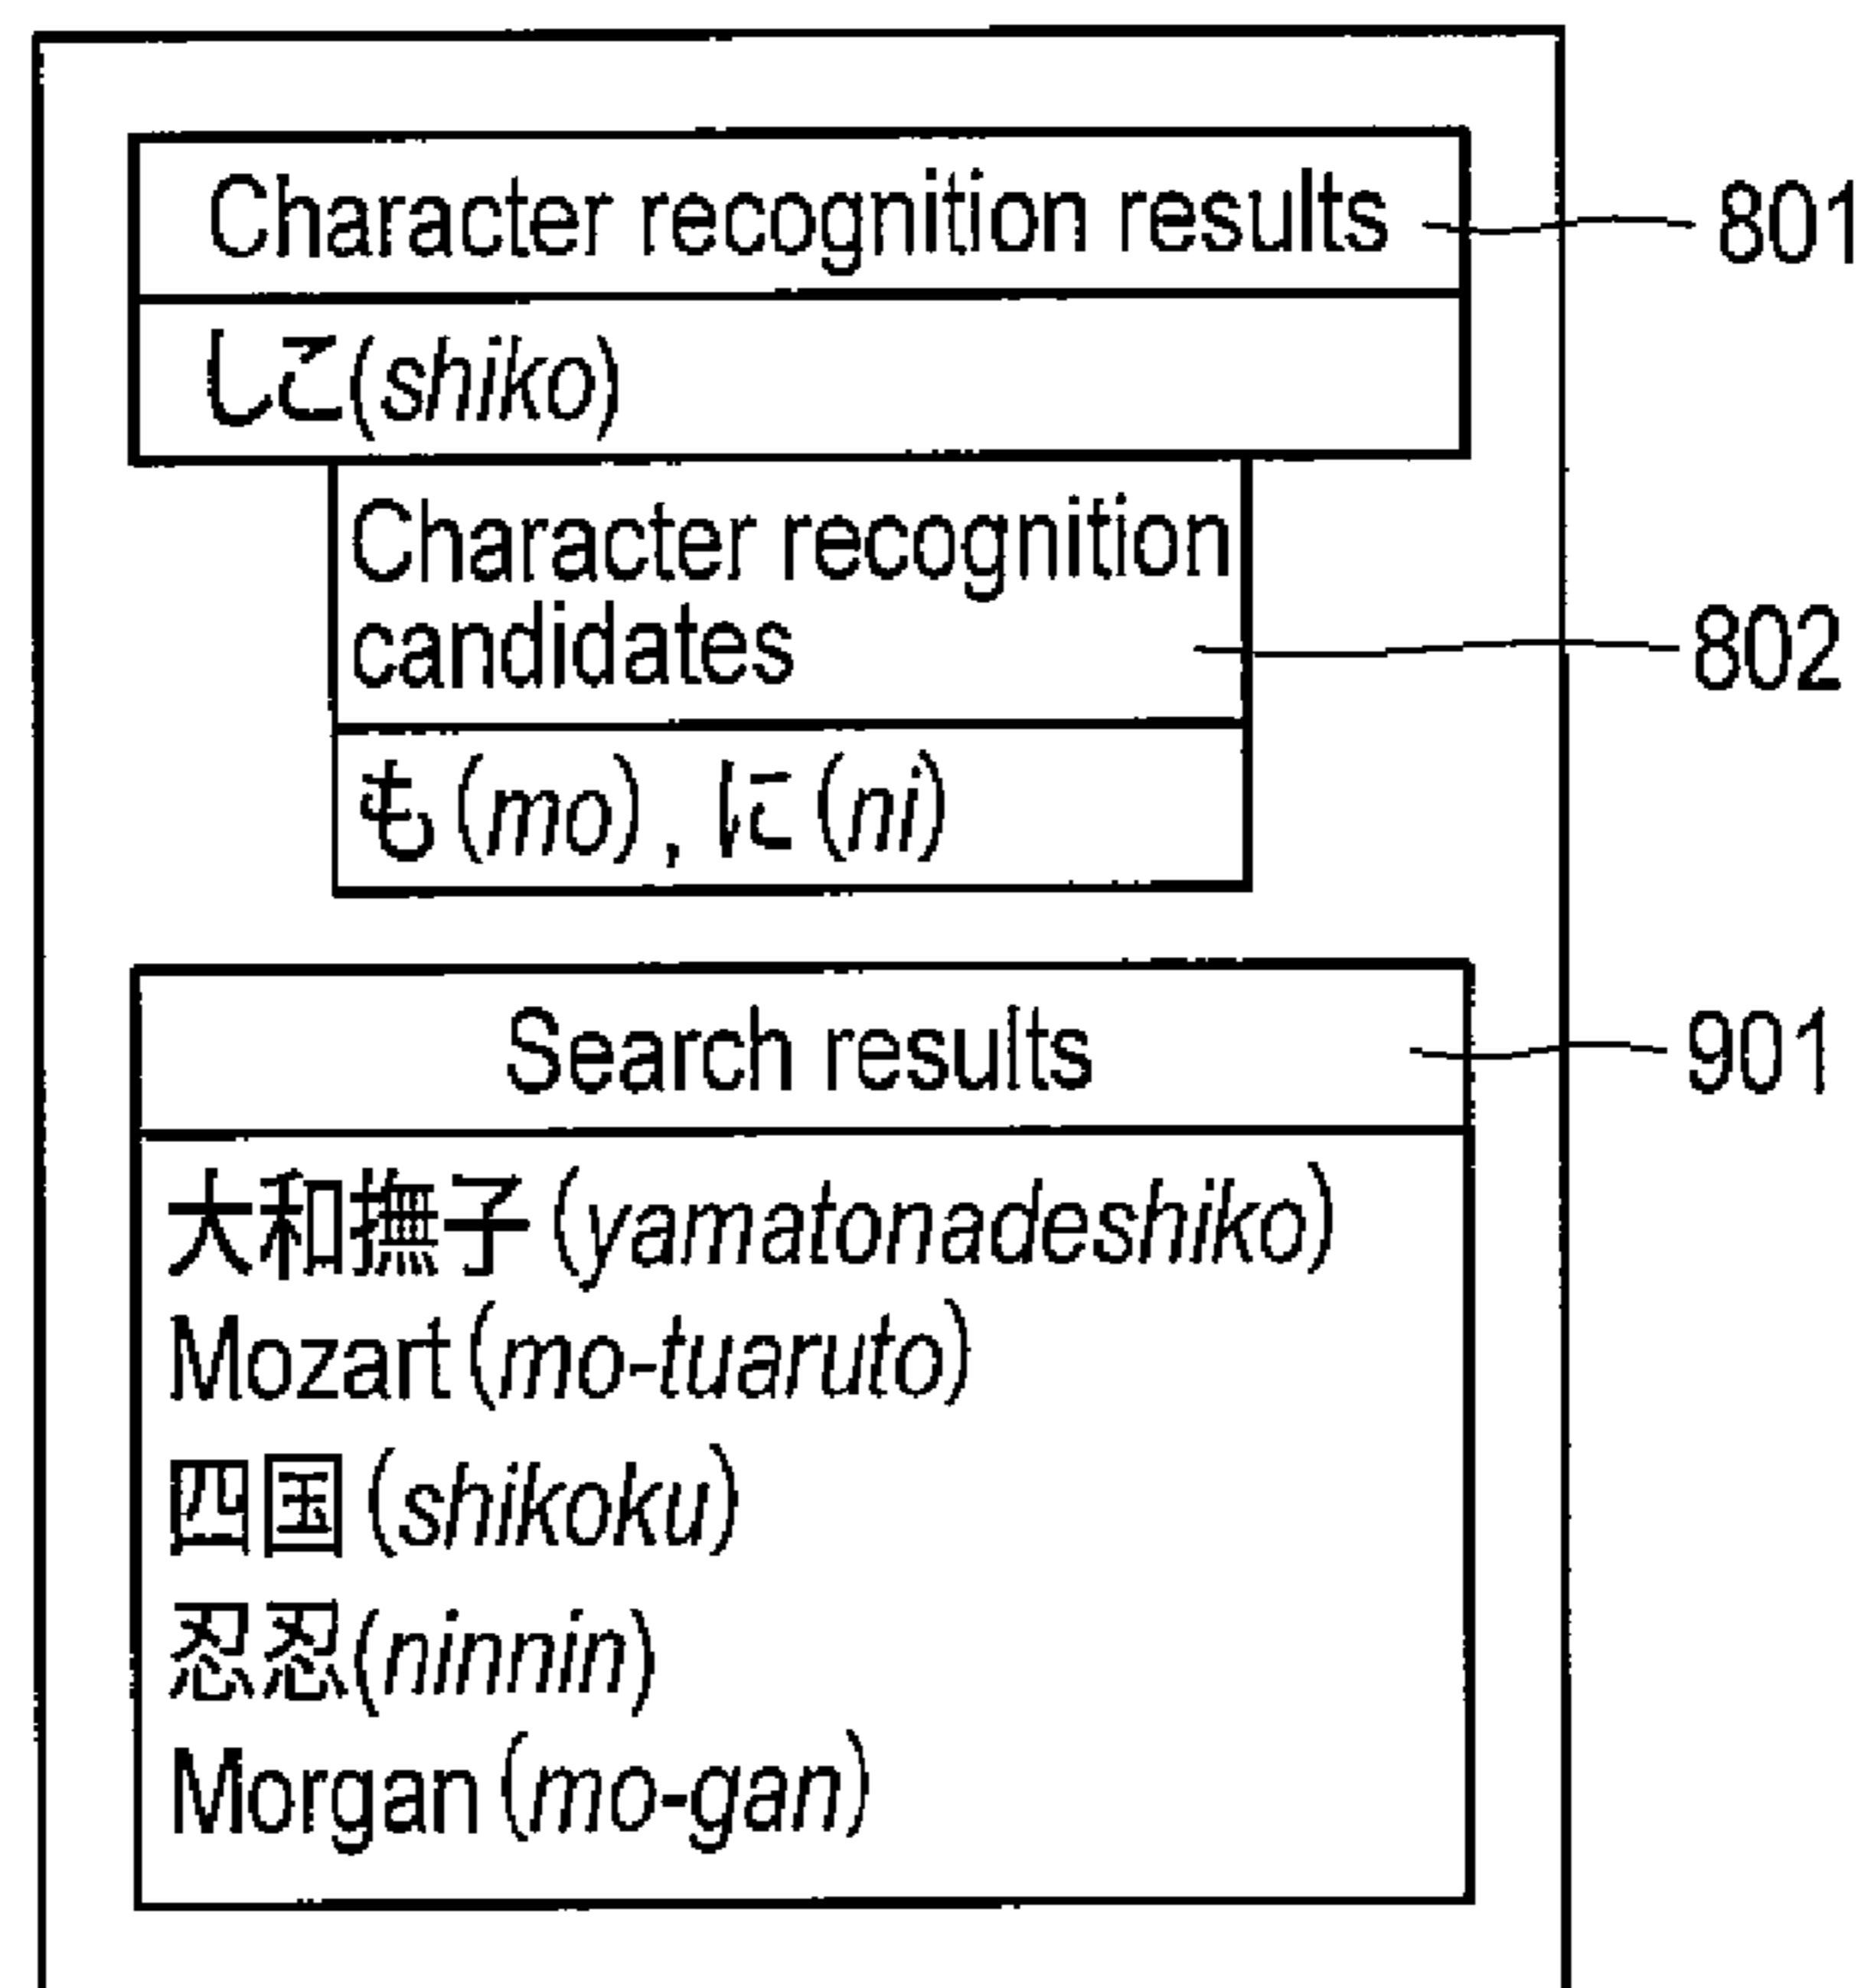 Character recognition results 801
しこ(shiko)
Character recognition
candidates 802
も(mo), に(ni)
Search results 901
大和撫子(yamatonadeshiko)
Mozart(mo-tuaruto)
四国(shikoku)
忍忍(ninnin)
Morgan(mo-gan)